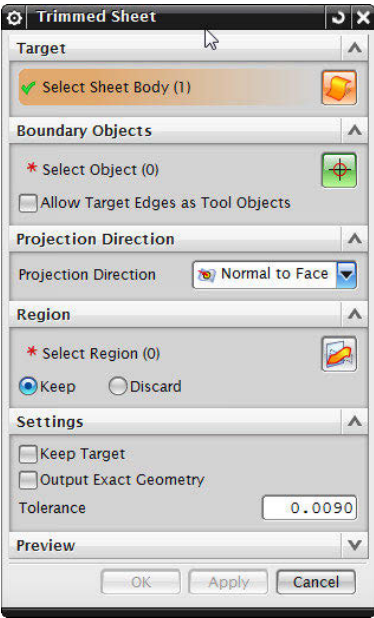 Trimmed Sheet
Target
Select Sheet Body (1)
Boundary Objects
* Select Object (0)
Allow Target Edges as Tool Objects
Projection Direction
Projection Direction Normal to Face
Region
* Select Region (0)
Keep Discard
Settings
Keep Target
Output Exact Geometry
Tolerance 0.0090
Preview
OK Apply Cancel